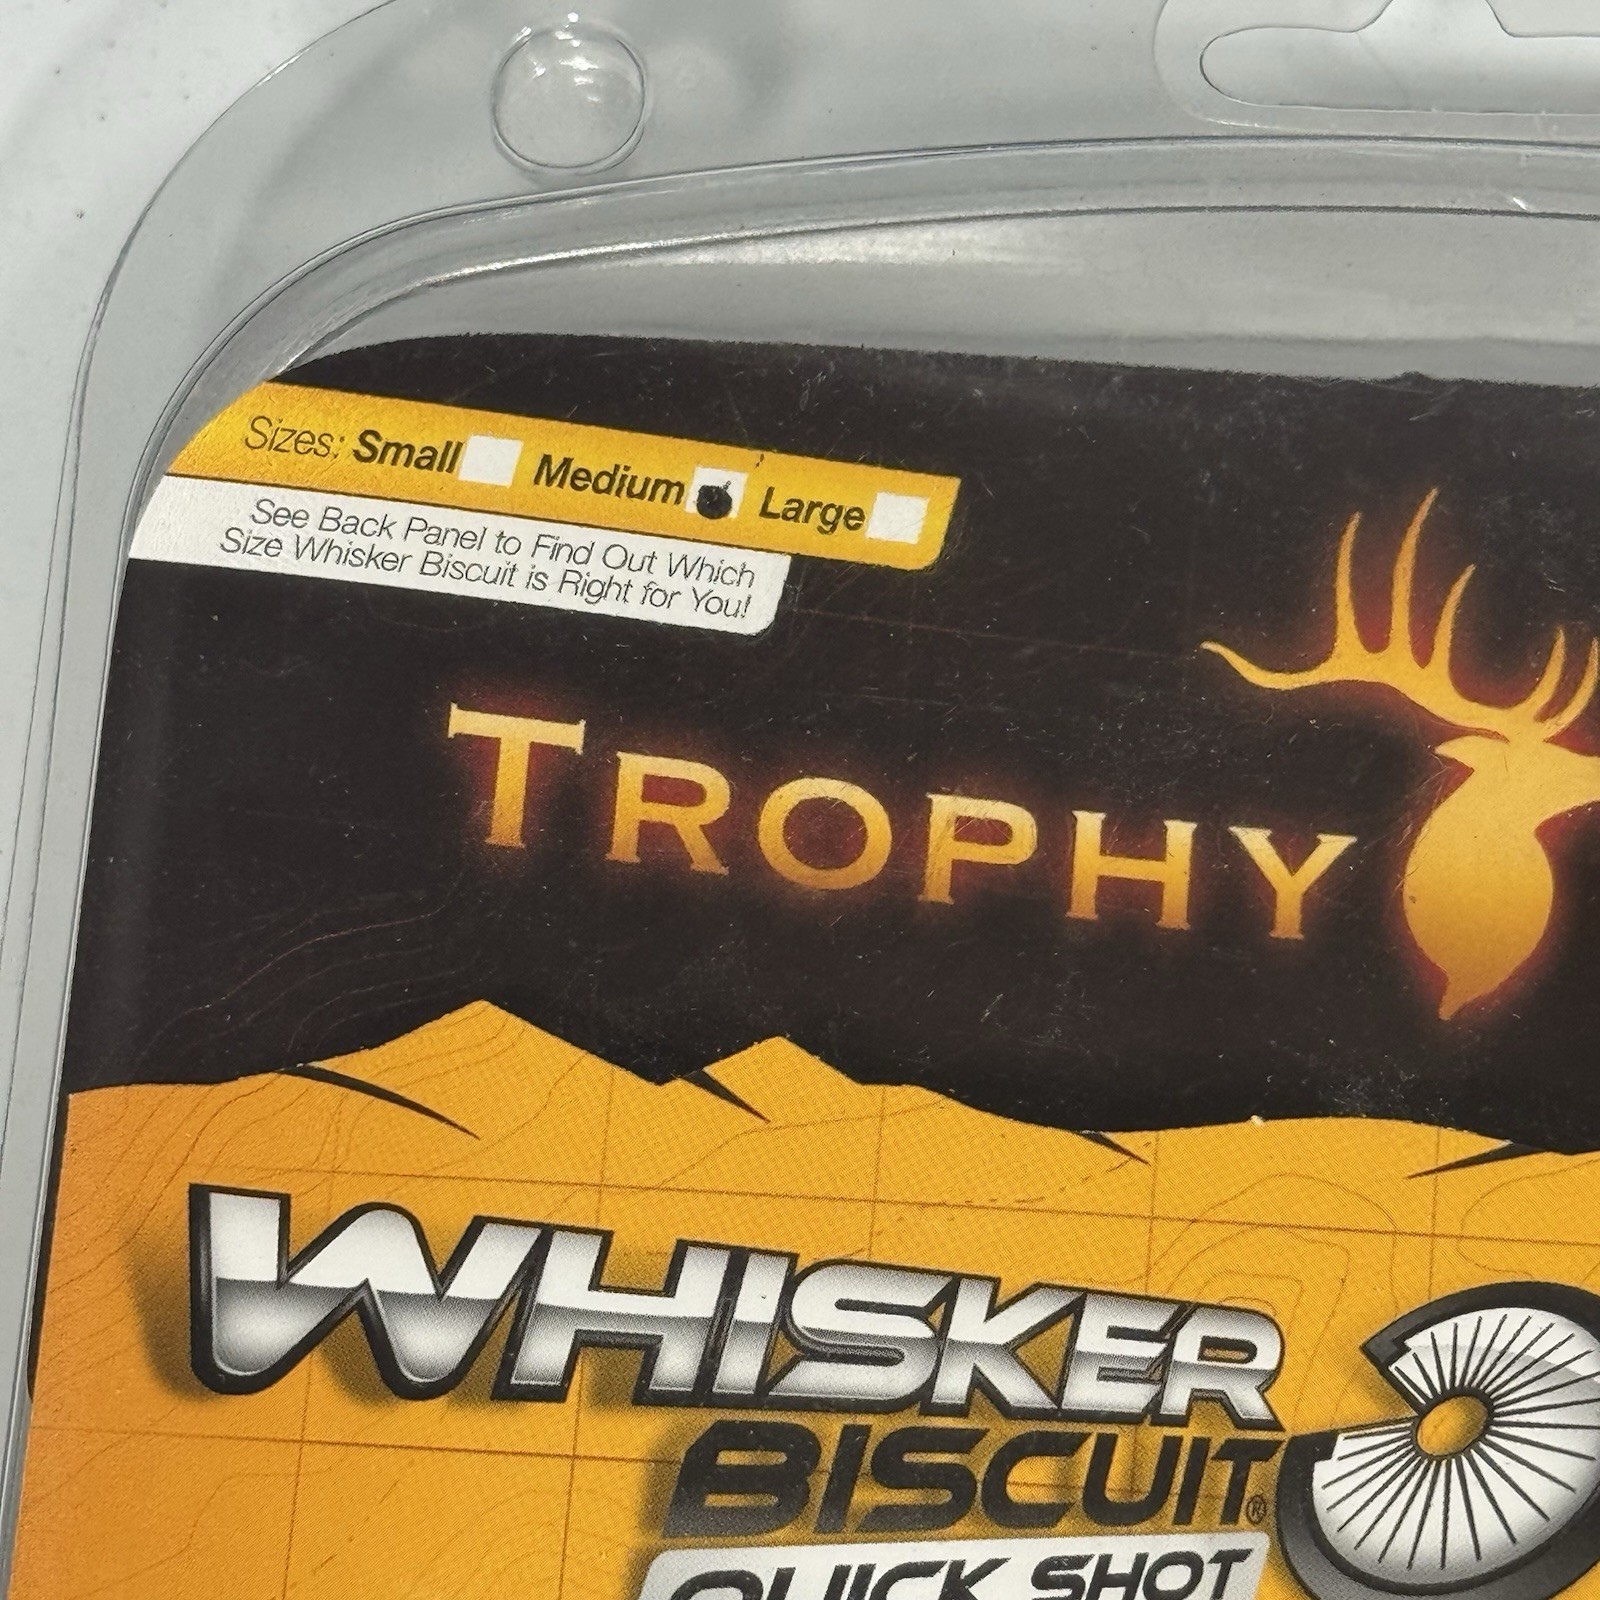 Sizes: Small Medium Large
See Back Panel to Find Out Which
Size Whisker Biscuit is Right for You!
TROPHY
WHISKER
BISCUIT®
QUICK SHOT